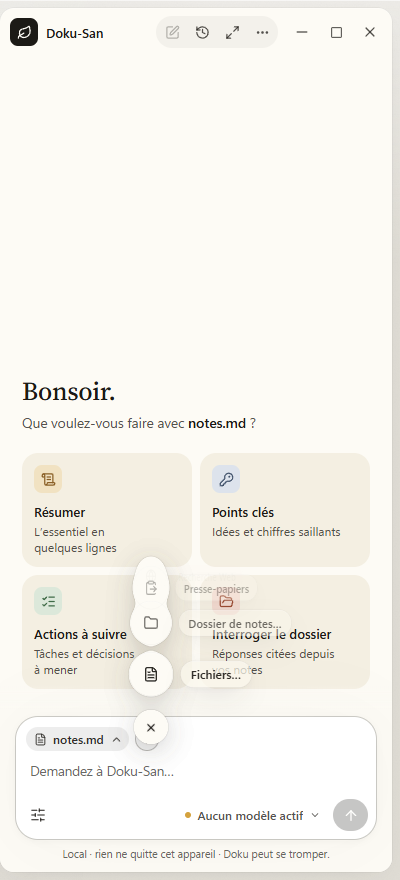 Doku-San
Bonsoir.
Que voulez-vous faire avec notes.md ?
Résumer
L'essentiel en
quelques lignes
Points clés
Idées et chiffres saillants
Actions à suivre
Tâches et décisions
à mener
Interroger le dossier
Réponses citées depuis
notes
Presse-papiers
Dossier de notes...
Fichiers...
notes.md
Demandez à Doku-San...
Aucun modèle actif
Local · rien ne quitte cet appareil · Doku peut se tromper.